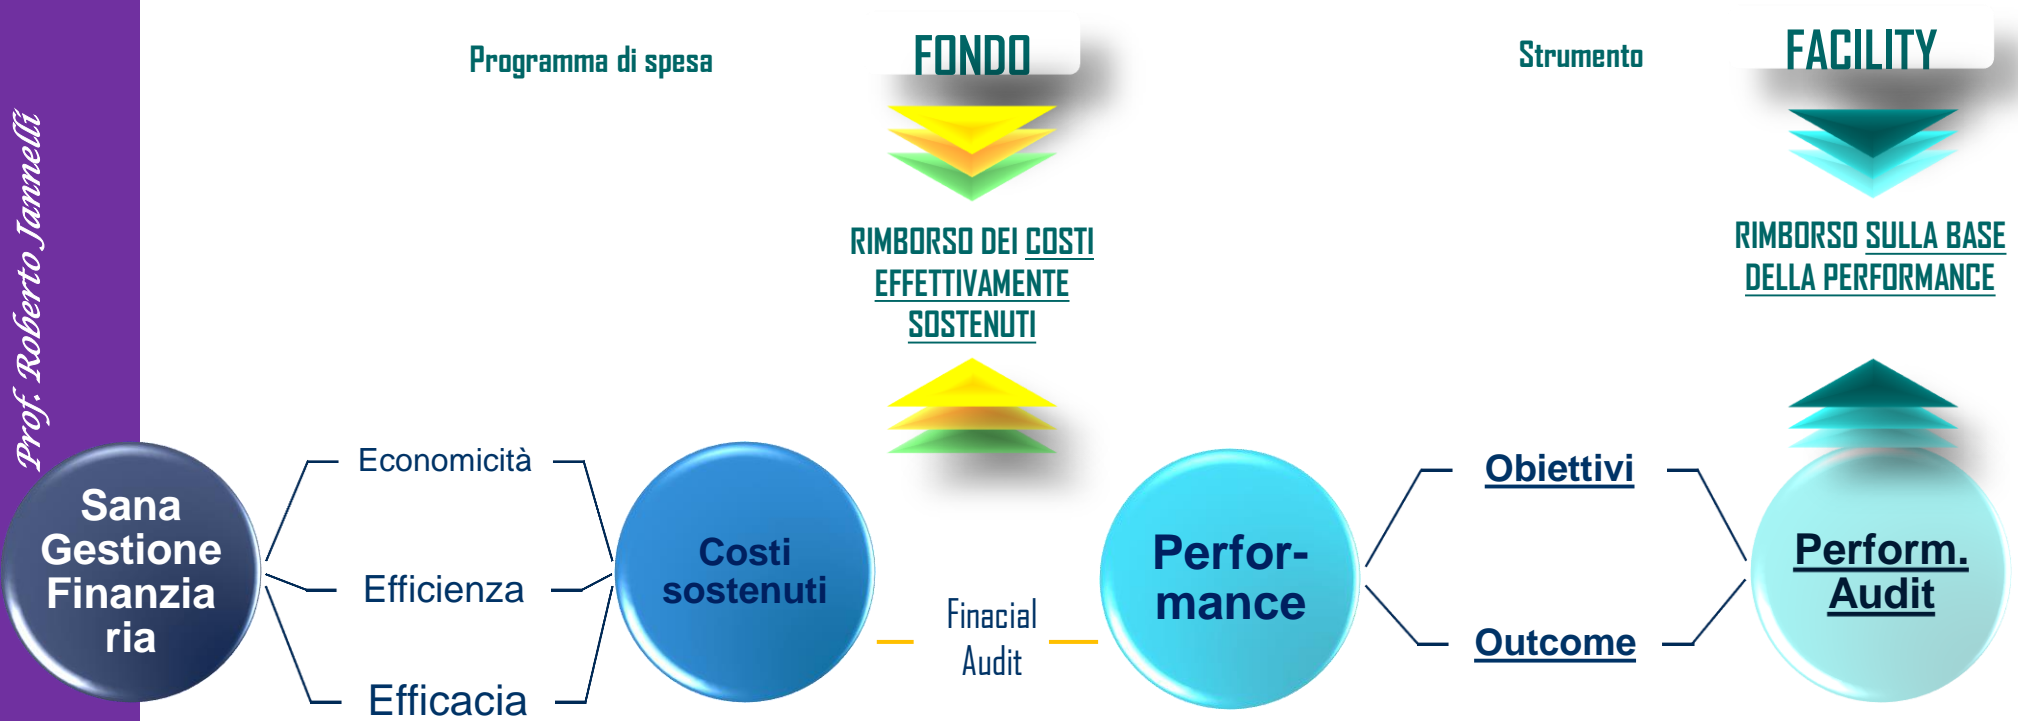 Prof. Roberto Jannelli
Programma di spesa
FONDO
Strumento
FACILITY
RIMBORSO DEI COSTI
EFFETTIVAMENTE
SOSTENUTI
RIMBORSO SULLA BASE
DELLA PERFORMANCE
Sana
Gestione
Finanzia
ria
Economicità
Efficienza
Efficacia
Costi
sostenuti
Finacial
Audit
Perfor-
mance
Obiettivi
Outcome
Perform.
Audit